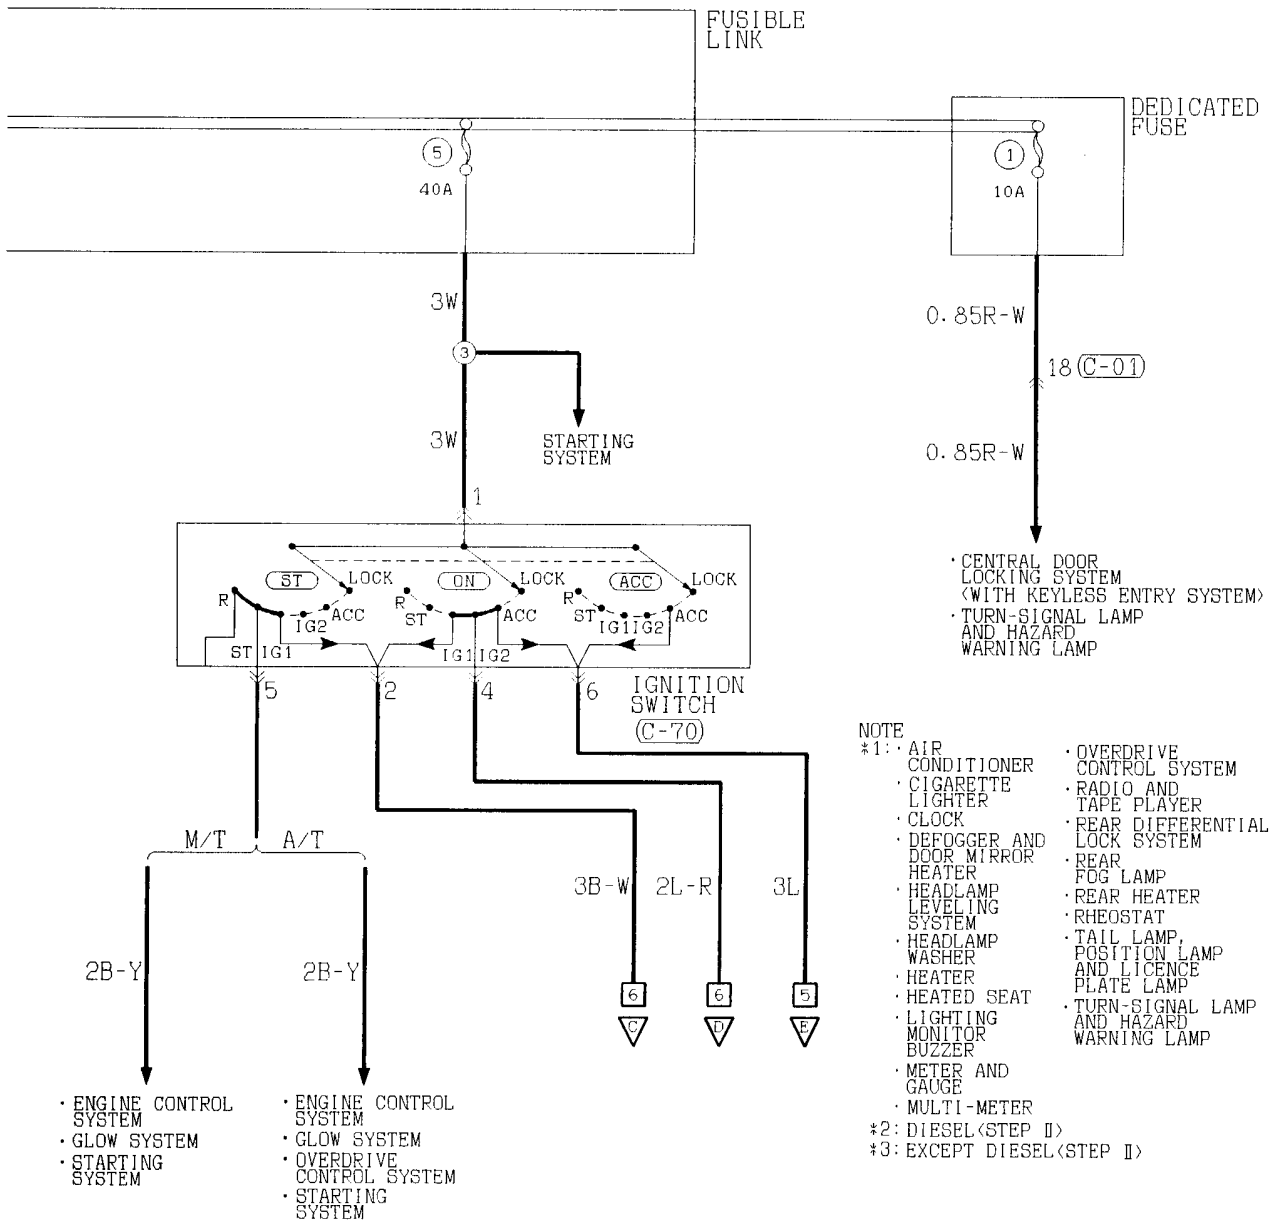 FUSIBLE
LINK
DEDICATED
FUSE
5
40A
1
10A
3W
0.85R-W
3
18 C-01
3W
STARTING
SYSTEM
0.85R-W
1
ST
LOCK
ON
LOCK
ACC
LOCK
R
IG2
ACC
R
ST
ACC
R
ST
IG1
IG2
ACC
ST
IG1
IG1
IG2
5
2
4
6
IGNITION
SWITCH
C-70
· CENTRAL DOOR
LOCKING SYSTEM
<WITH KEYLESS ENTRY SYSTEM>
· TURN-SIGNAL LAMP
AND HAZARD
WARNING LAMP
M/T
A/T
2B-Y
2B-Y
3B-W
2L-R
3L
6
6
5
C
D
E
· ENGINE CONTROL
SYSTEM
· GLOW SYSTEM
· STARTING
SYSTEM
· ENGINE CONTROL
SYSTEM
· GLOW SYSTEM
· OVERDRIVE
CONTROL SYSTEM
· STARTING
SYSTEM
NOTE
*1: · AIR
CONDITIONER
· CIGARETTE
LIGHTER
· CLOCK
· DEFOGGER AND
DOOR MIRROR
HEATER
· HEADLAMP
LEVELING
SYSTEM
· HEADLAMP
WASHER
· HEATER
· HEATED SEAT
· LIGHTING
MONITOR
BUZZER
· METER AND
GAUGE
· MULTI-METER
· OVERDRIVE
CONTROL SYSTEM
· RADIO AND
TAPE PLAYER
· REAR DIFFERENTIAL
LOCK SYSTEM
· REAR
FOG LAMP
· REAR HEATER
· RHEOSTAT
· TAIL LAMP,
POSITION LAMP
AND LICENCE
PLATE LAMP
· TURN-SIGNAL LAMP
AND HAZARD
WARNING LAMP
*2: DIESEL<STEP II>
*3: EXCEPT DIESEL<STEP II>